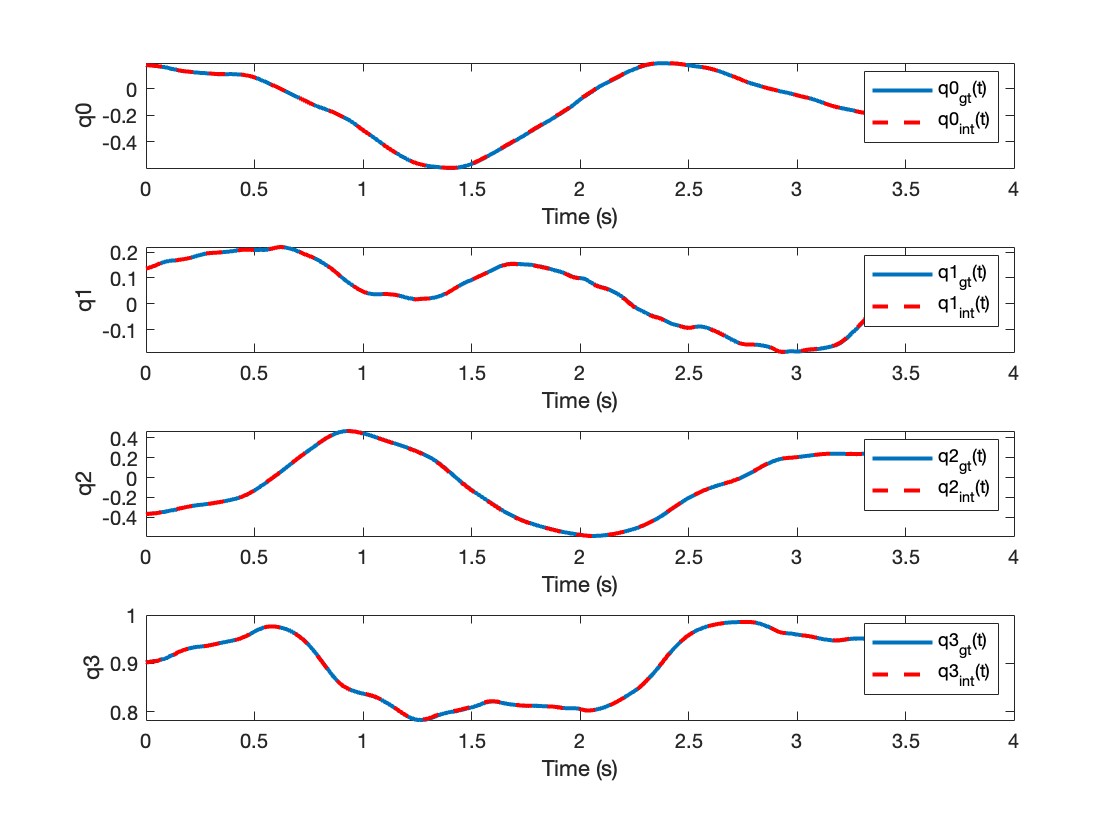 q0
0
-0.2
-0.4
q0gt(t)
q0int(t)
0 0.5 1 1.5 2 2.5 3 3.5 4
Time (s)
q1
0.2
0.1
0
-0.1
q1gt(t)
q1int(t)
0 0.5 1 1.5 2 2.5 3 3.5 4
Time (s)
q2
0.4
0.2
0
-0.2
-0.4
q2gt(t)
q2int(t)
0 0.5 1 1.5 2 2.5 3 3.5 4
Time (s)
q3
1
0.9
0.8
q3gt(t)
q3int(t)
0 0.5 1 1.5 2 2.5 3 3.5 4
Time (s)